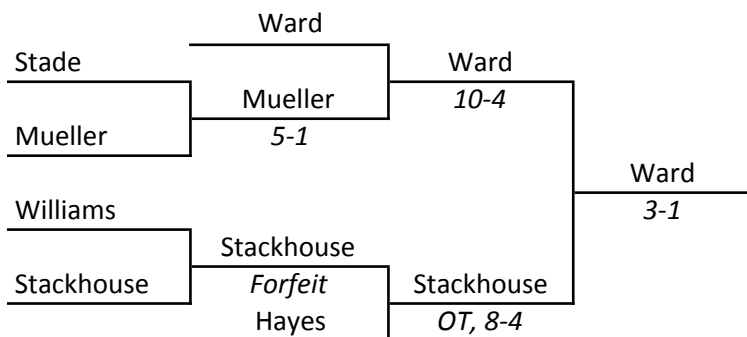 Ward
Stade
Ward
Mueller
10-4
Mueller
5-1
Ward
Williams
3-1
Stackhouse
Stackhouse
Forfeit
Stackhouse
Hayes
OT, 8-4